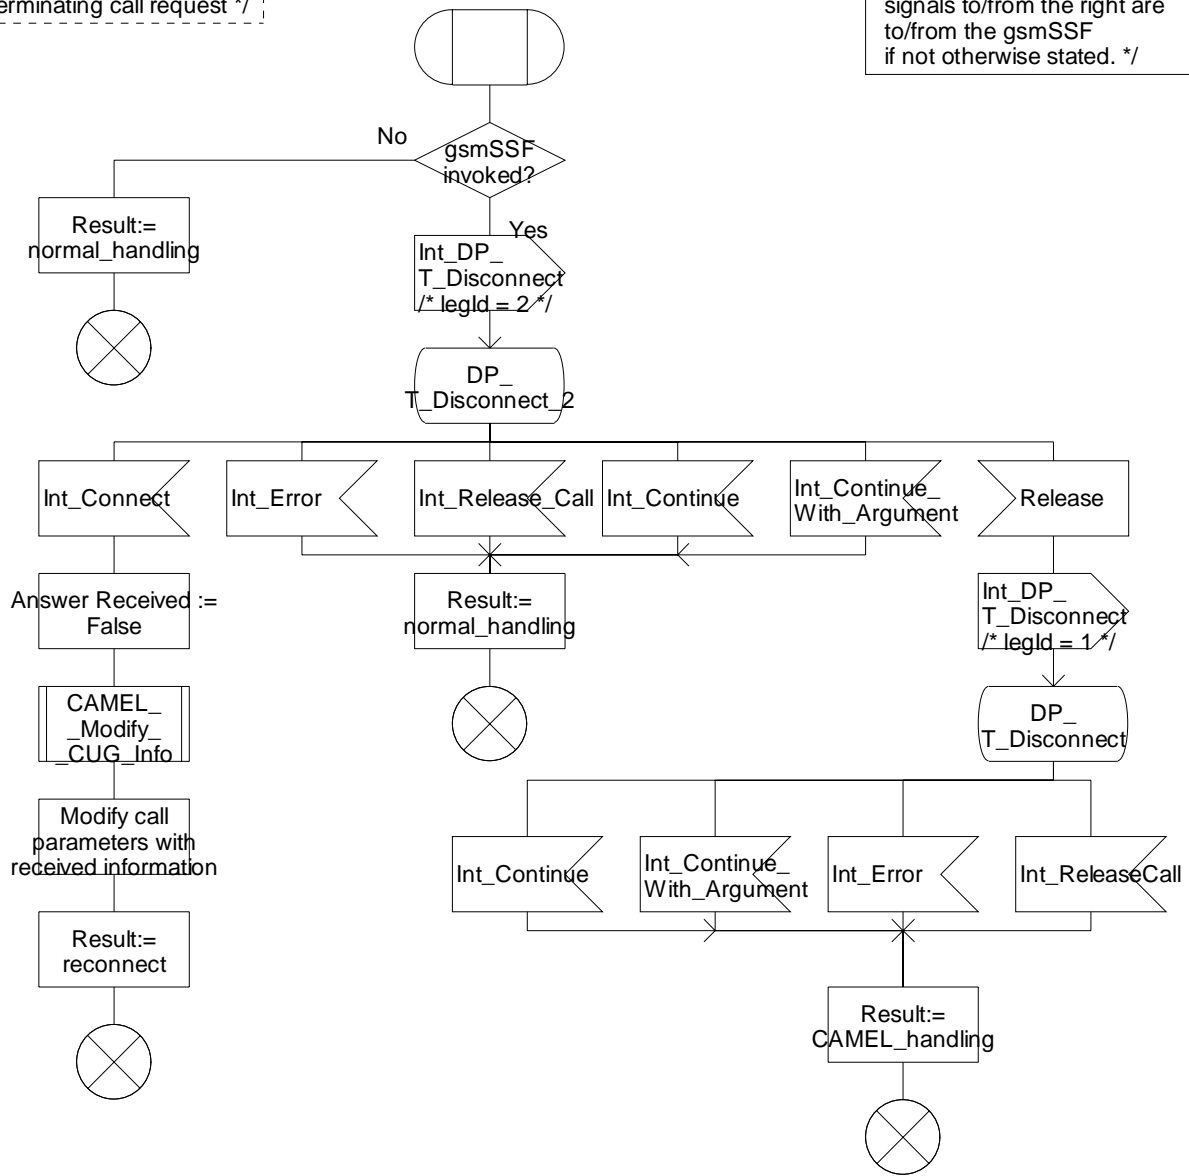 erminating call request */
signals to/from the right are
to/from the gsmSSF
if not otherwise stated. */
No
gsmSSF
invoked?
Yes
Result:=
normal_handling
Int_DP_
T_Disconnect
/* legId = 2 */
DP_
T_Disconnect_2
Int_Connect
Int_Error
Int_Release_Call
Int_Continue
Int_Continue_
With_Argument
Release
Answer Received :=
False
Result:=
normal_handling
Int_DP_
T_Disconnect
/* legId = 1 */
CAMEL_
_Modify_
_CUG_Info
DP_
T_Disconnect
Modify call
parameters with
received information
Int_Continue
Int_Continue_
With_Argument
Int_Error
Int_ReleaseCall
Result:=
reconnect
Result:=
CAMEL_handling